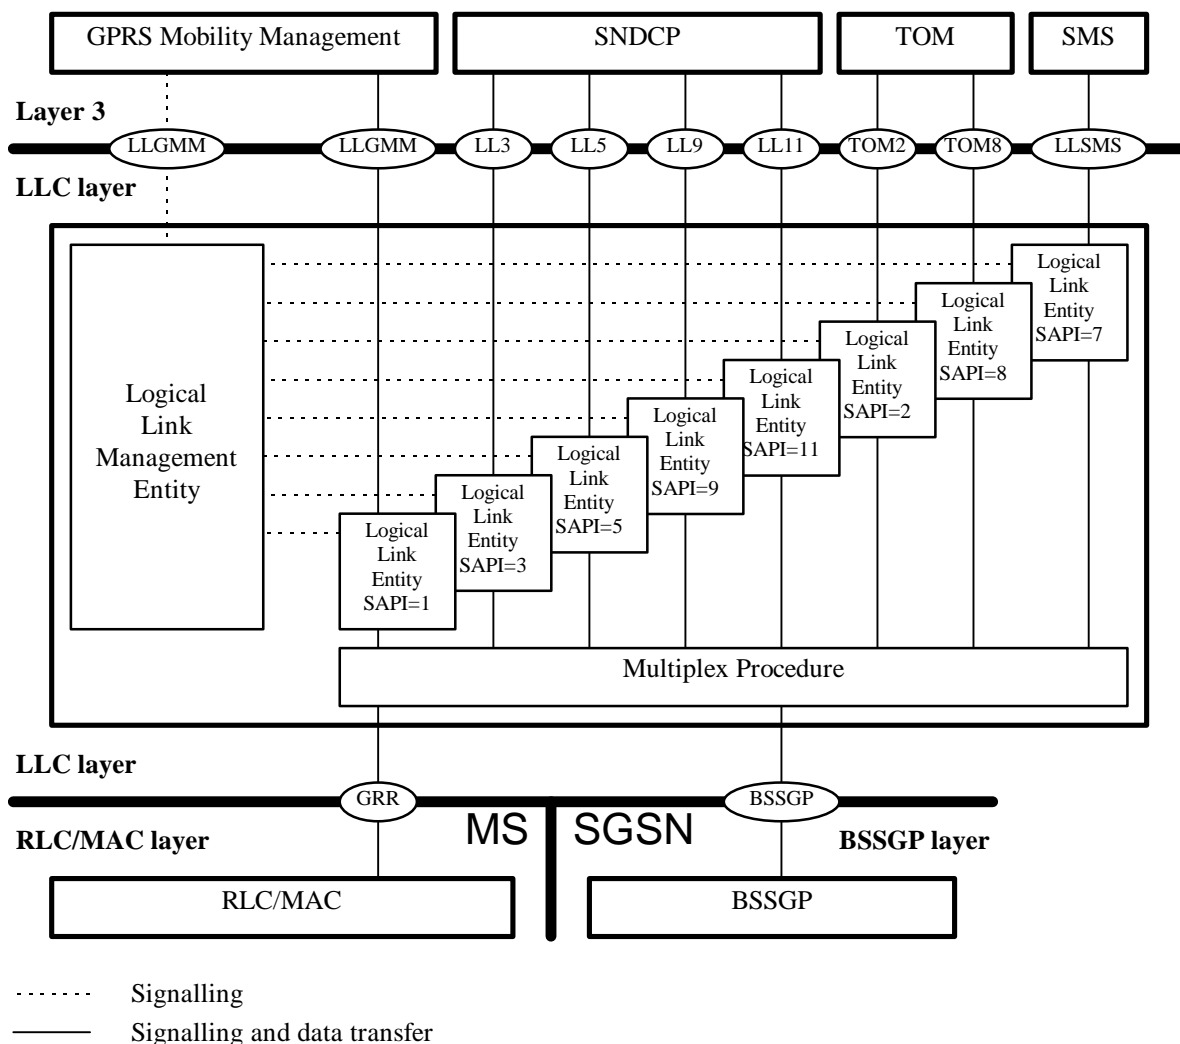 GPRS Mobility Management
SNDCP
TOM
SMS
Layer 3
LLGMM
LLGMM
LL3
LL5
LL9
LL11
TOM2
TOM8
LLSMS
LLC layer
Logical
Link
Management
Entity
Logical
Link
Entity
SAPI=1
Logical
Link
Entity
SAPI=3
Logical
Link
Entity
SAPI=5
Logical
Link
Entity
SAPI=9
Logical
Link
Entity
SAPI=11
Logical
Link
Entity
SAPI=2
Logical
Link
Entity
SAPI=8
Logical
Link
Entity
SAPI=7
Multiplex Procedure
LLC layer
GRR
BSSGP
RLC/MAC layer
MS
SGSN
BSSGP layer
RLC/MAC
BSSGP
Signalling
Signalling and data transfer